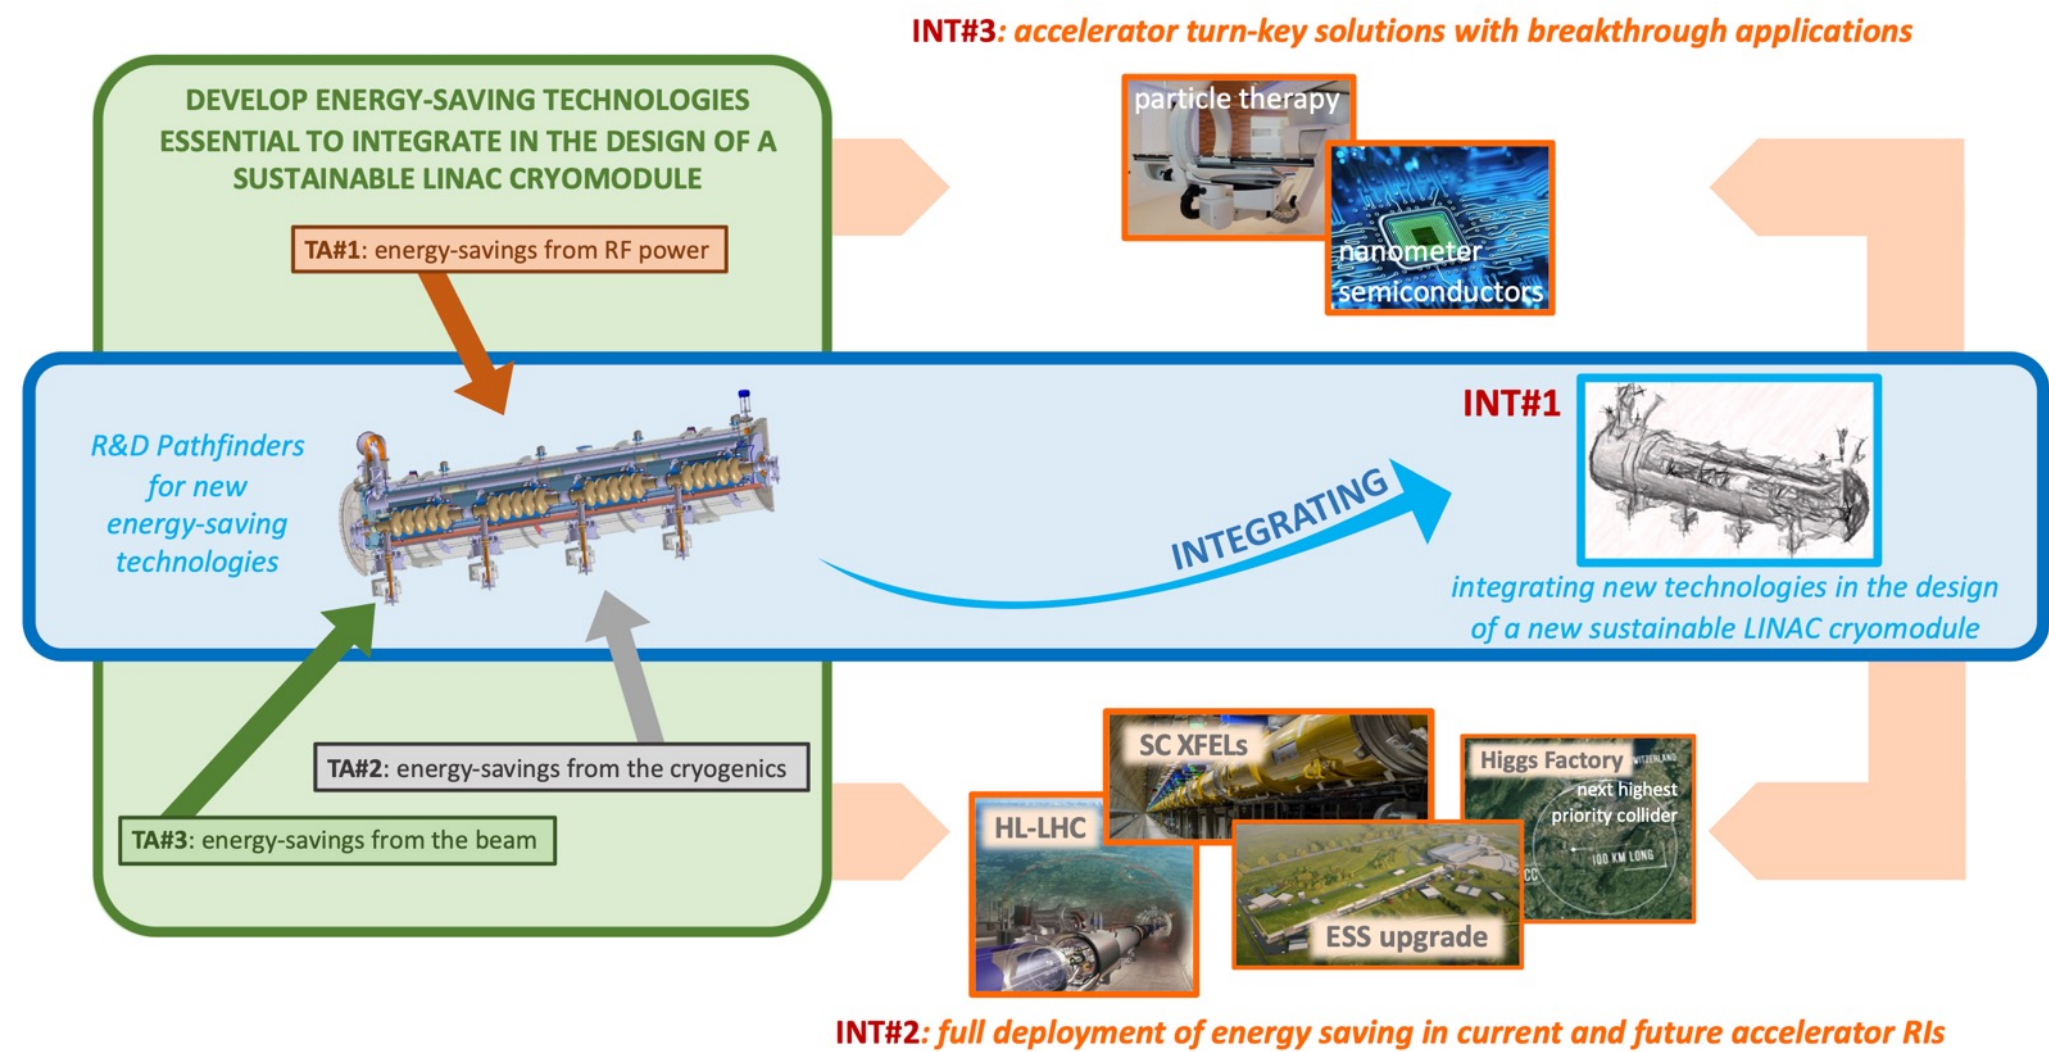 INT#3: accelerator turn-key solutions with breakthrough applications
DEVELOP ENERGY-SAVING TECHNOLOGIES
ESSENTIAL TO INTEGRATE IN THE DESIGN OF A
SUSTAINABLE LINAC CRYOMODULE
TA#1: energy-savings from RF power
particle therapy
nanometer
semiconductors
R&D Pathfinders
for new
energy-saving
technologies
INTEGRATING
INT#1
integrating new technologies in the design
of a new sustainable LINAC cryomodule
TA#2: energy-savings from the cryogenics
TA#3: energy-savings from the beam
HL-LHC
SC XFELs
ESS upgrade
Higgs Factory
WITZERLAND
next highest
priority collider
100 KM LONG
CC
INT#2: full deployment of energy saving in current and future accelerator RIs